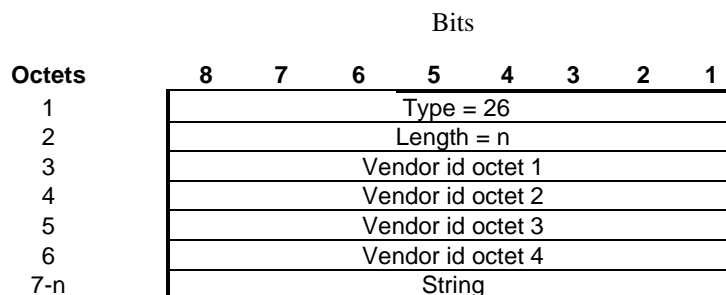 Bits
Octets 8 7 6 5 4 3 2 1
1 Type = 26
2 Length = n
3 Vendor id octet 1
4 Vendor id octet 2
5 Vendor id octet 3
6 Vendor id octet 4
7-n String